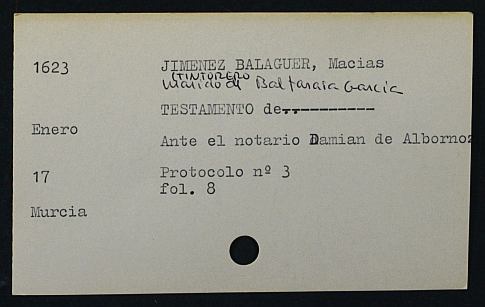 1623
JIMENEZ BALAGUER, Macias
(TINTORERO
marido de Baltasara Garcia
TESTAMENTO de----------
Enero
Ante el notario Damian de Albornoz
17
Protocolo nº 3
fol. 8
Murcia